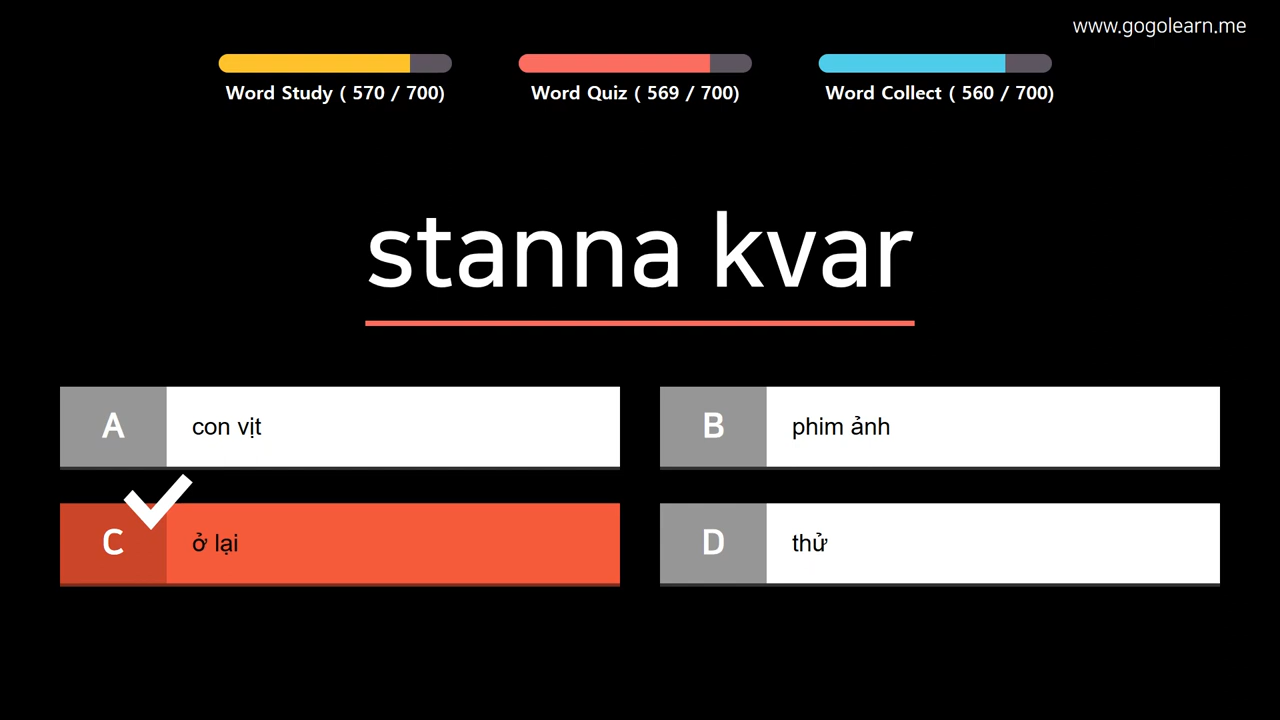 www.gogolearn.me
Word Study ( 570 / 700)
Word Quiz ( 569 / 700)
Word Collect ( 560 / 700)
stanna kvar
A
con vịt
B
phim ảnh
C
ở lại
D
thử